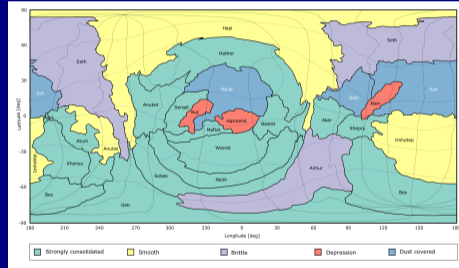 90
60
30
0
-30
-60
-90
Latitude [deg]
Hapi
Hathor
Seth
Seth
Ash
Ma'at
Ash
Anubet
Serqet
Nut
Hatmehit
Maftet
Bastet
Aker
Khepry
Aten
Babi
Imhotep
Imhotep
Atum
Anubis
Khonsu
Wosret
Sobek
Neith
Anhur
Bes
Geb
Bes
180 210 240 270 300 330 0 30 60 90 120 150 180
Longitude [deg]
Strongly consolidated Smooth Brittle Depression Dust covered